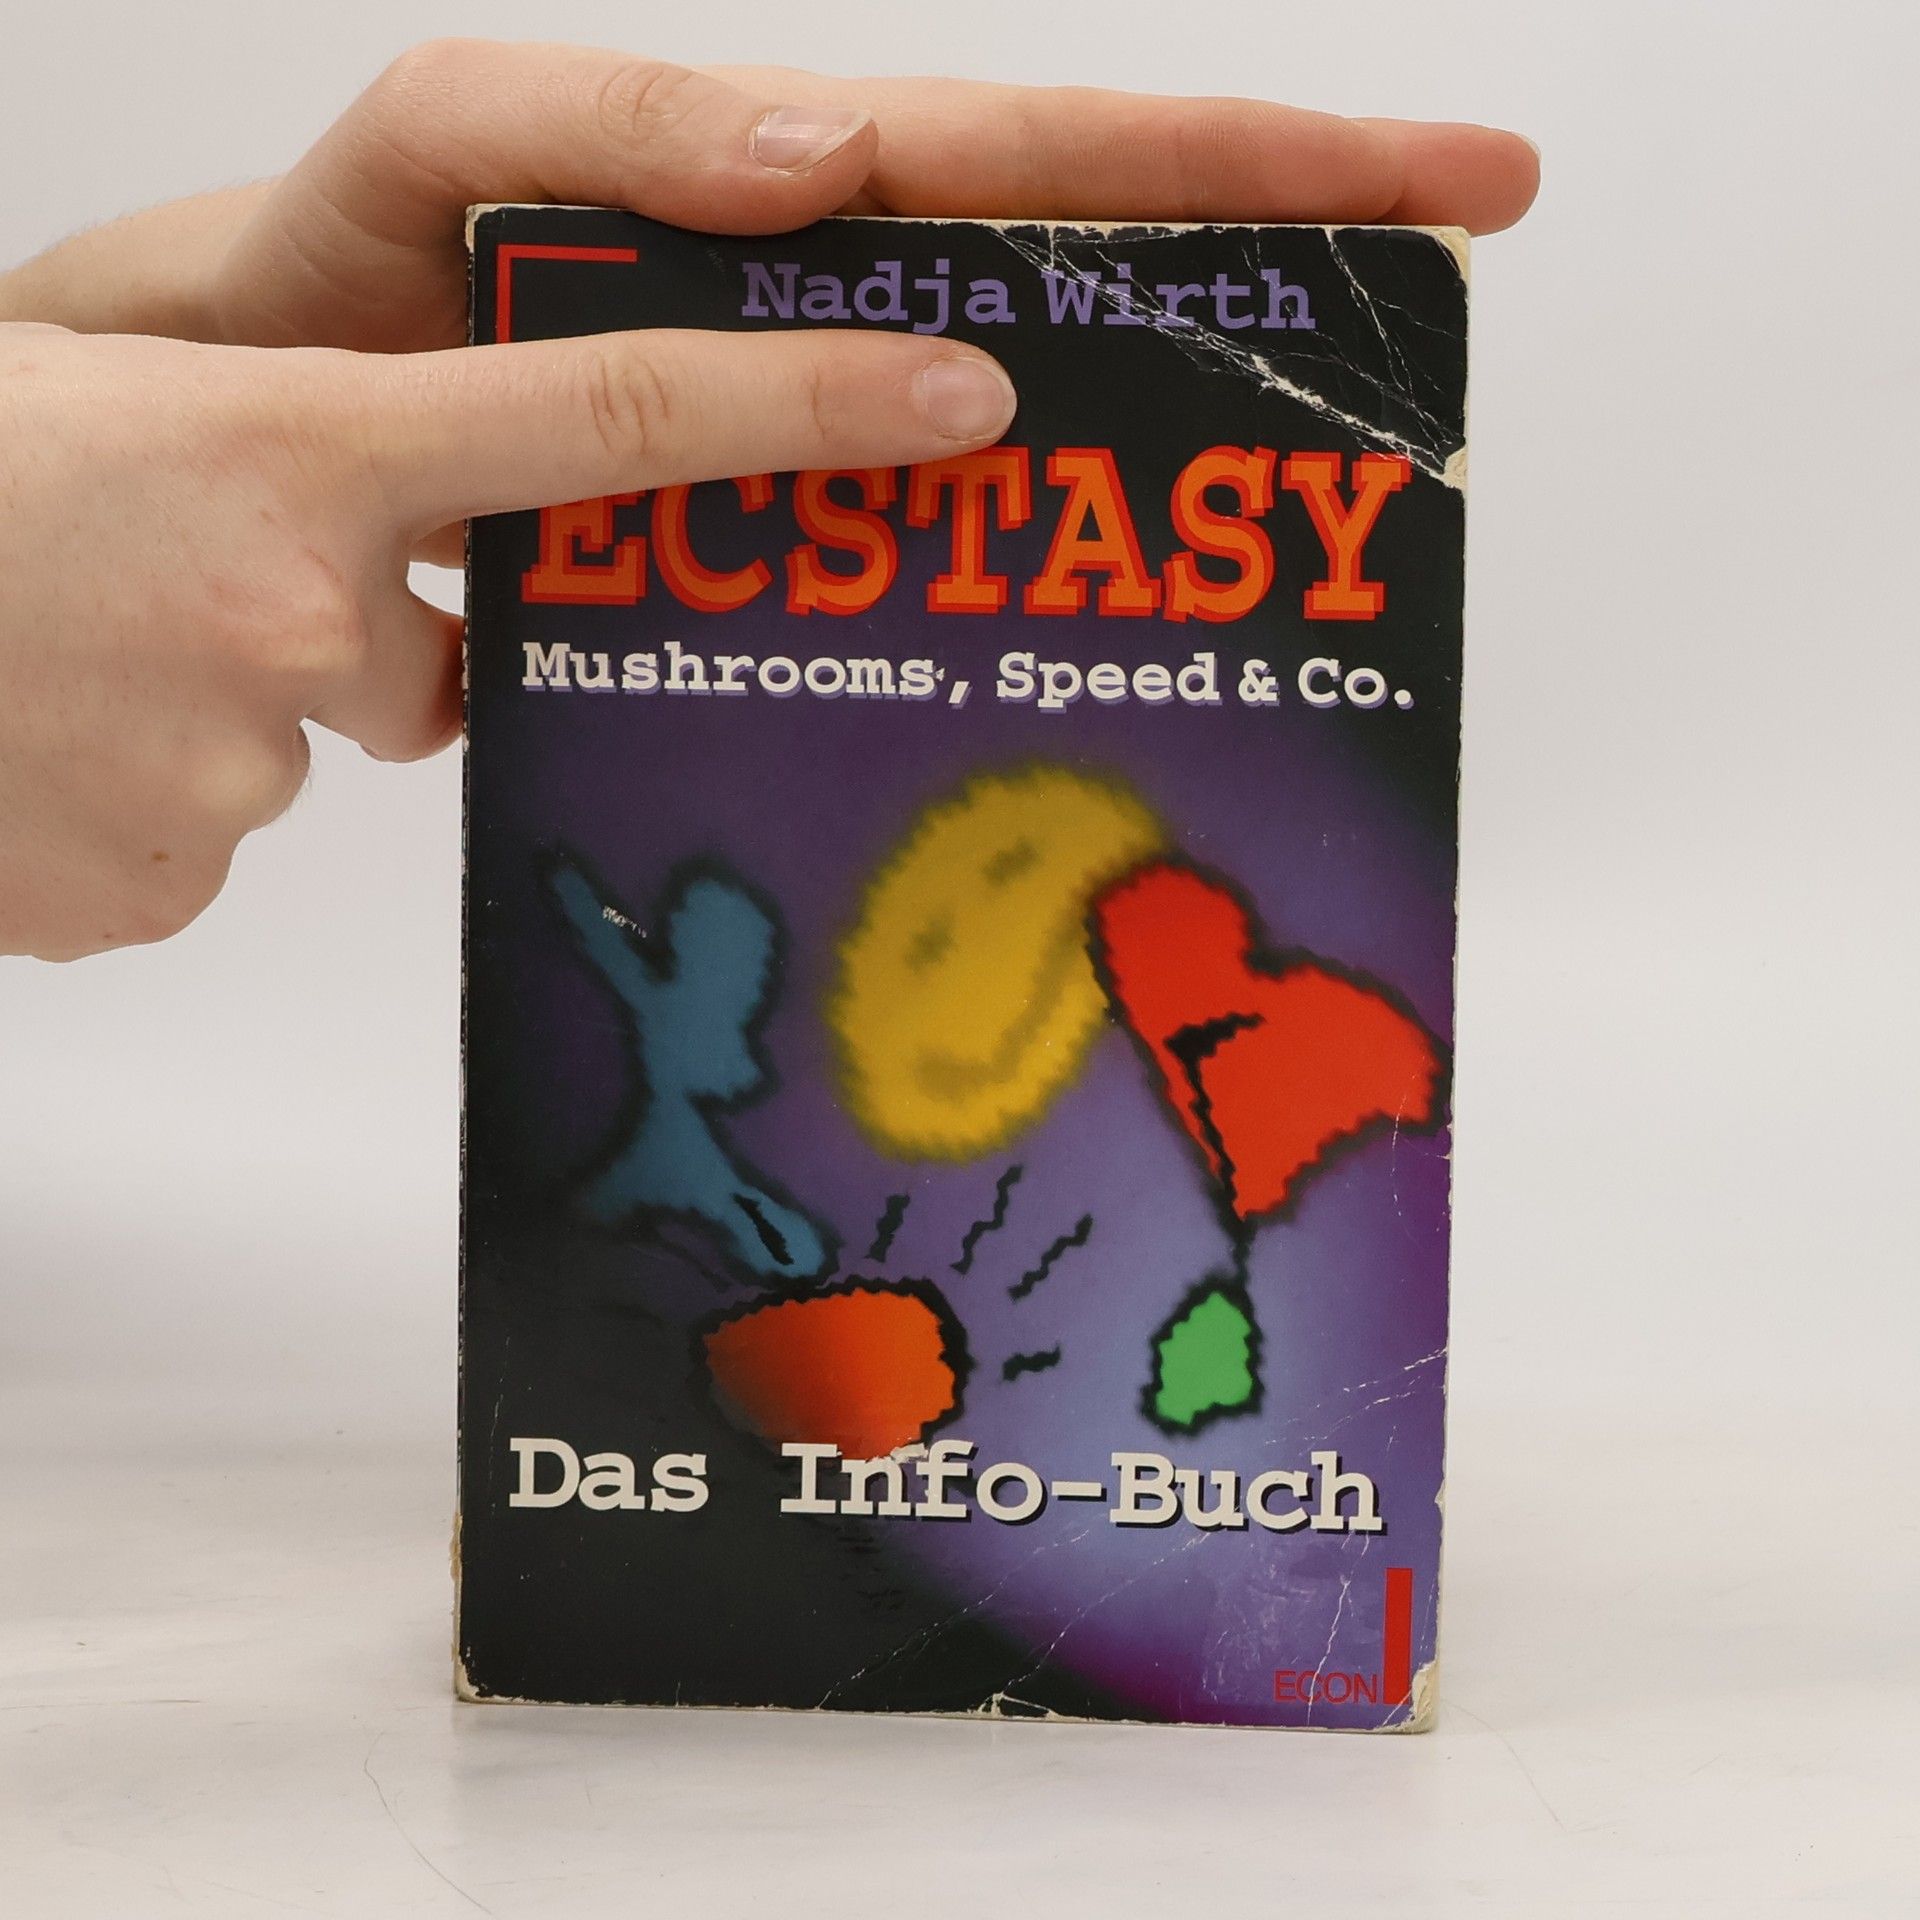 Nadja Wirth
ECSTASY
Mushrooms, Speed & Co.
Das Info-Buch
ECON